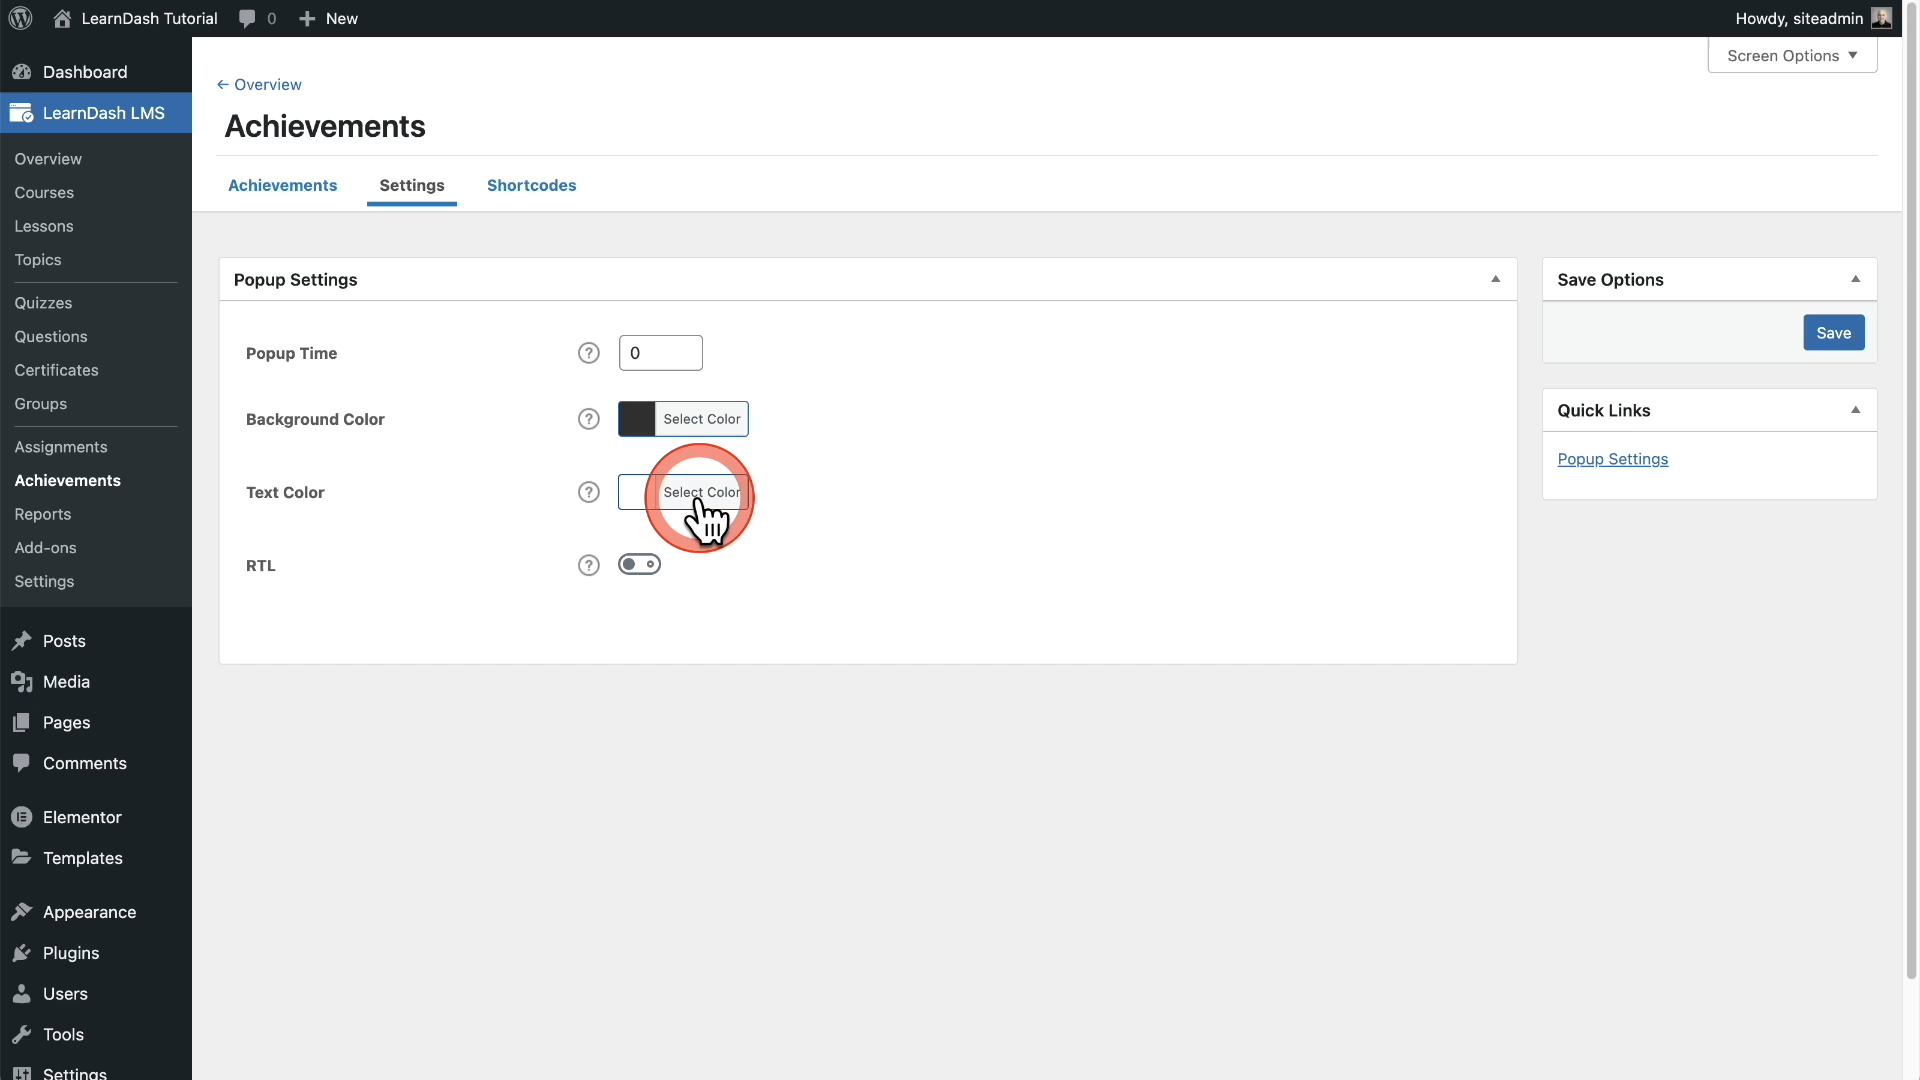 LearnDash Tutorial
0
New
Howdy, siteadmin
Dashboard
LearnDash LMS
Overview
Courses
Lessons
Topics
Quizzes
Questions
Certificates
Groups
Assignments
Achievements
Reports
Add-ons
Settings
Posts
Media
Pages
Comments
Elementor
Templates
Appearance
Plugins
Users
Tools
Settings
Screen Options ▼
← Overview
Achievements
Achievements
Settings
Shortcodes
Popup Settings
Popup Time
?
0
Background Color
?
Select Color
Text Color
?
Select Color
RTL
?
Save Options
Save
Quick Links
Popup Settings